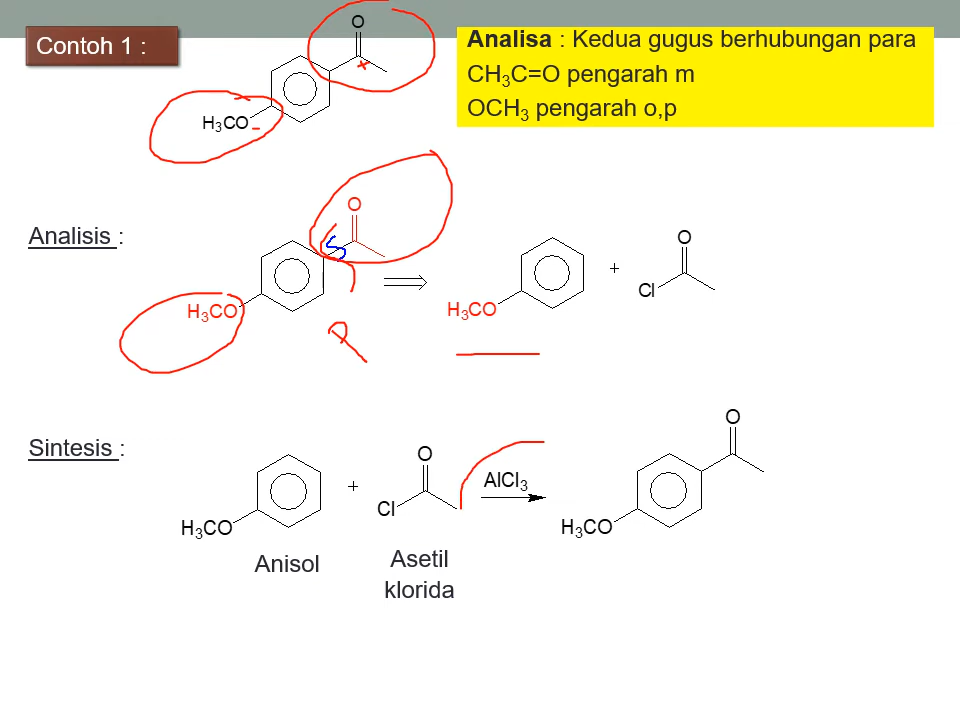 Contoh 1 :
O
H₃CO
Analisa : Kedua gugus berhubungan para
CH₃C=O pengarah m
OCH₃ pengarah o,p
Analisis :
O
H₃CO
S
P
H₃CO
+
O
Cl
Sintesis :
H₃CO
+
O
Cl
AlCl₃
O
H₃CO
Anisol
Asetil
klorida